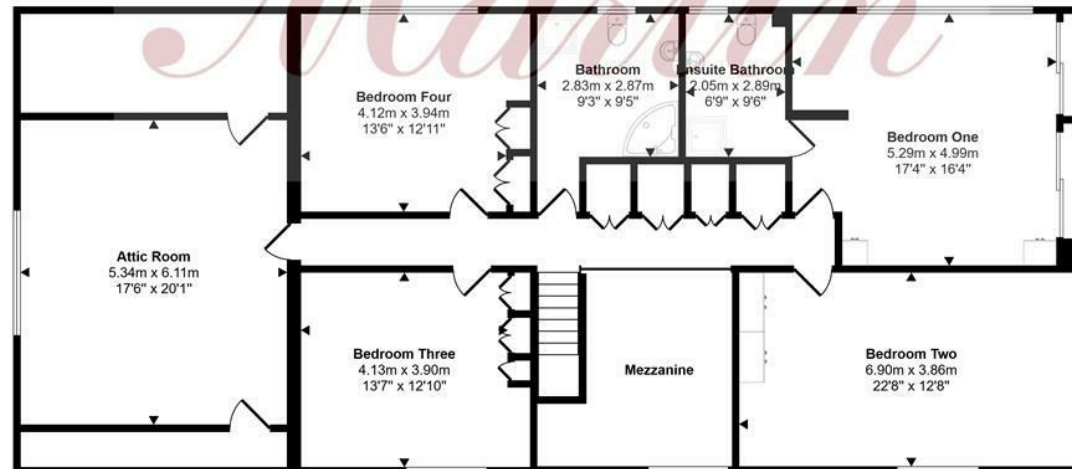 Martin
Bedroom Four
4.12m x 3.94m
13'6" x 12'11"
Bathroom
2.83m x 2.87m
9'3" x 9'5"
Ensuite Bathroom
2.05m x 2.89m
6'9" x 9'6"
Bedroom One
5.29m x 4.99m
17'4" x 16'4"
Attic Room
5.34m x 6.11m
17'6" x 20'1"
Bedroom Three
4.13m x 3.90m
13'7" x 12'10"
Mezzanine
Bedroom Two
6.90m x 3.86m
22'8" x 12'8"